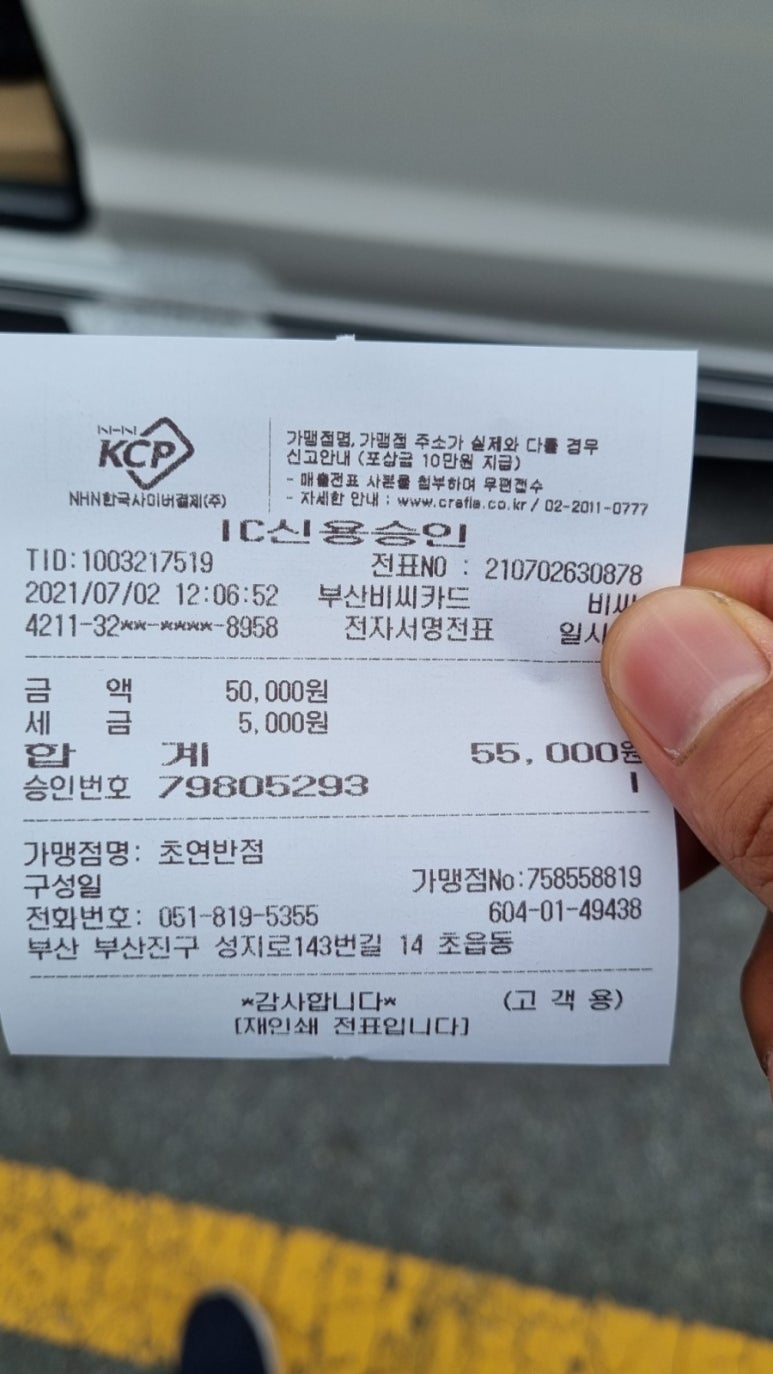 NHN
KCP
NHN한국사이버결제(주)
가맹점명, 가맹점 주소가 실제와 다를 경우
신고안내 (포상금 10만원 지급)
- 매출전표 사본을 첨부하여 우편접수
- 자세한 안내 : www.crefia.co.kr / 02-2011-0777
IC신용승인
TID:1003217519 전표NO : 210702630878
2021/07/02 12:06:52 부산비씨카드 비씨
4211-32**-****-8958 전자서명전표 일시
금 액 50,000원
세 금 5,000원
합 계 55,000원
승인번호 79805293
가맹점명: 초연반점
구성일 가맹점No:758558819
전화번호: 051-819-5355 604-01-49438
부산 부산진구 성지로143번길 14 초읍동
*감사합니다* (고 객 용)
[재인쇄 전표입니다]